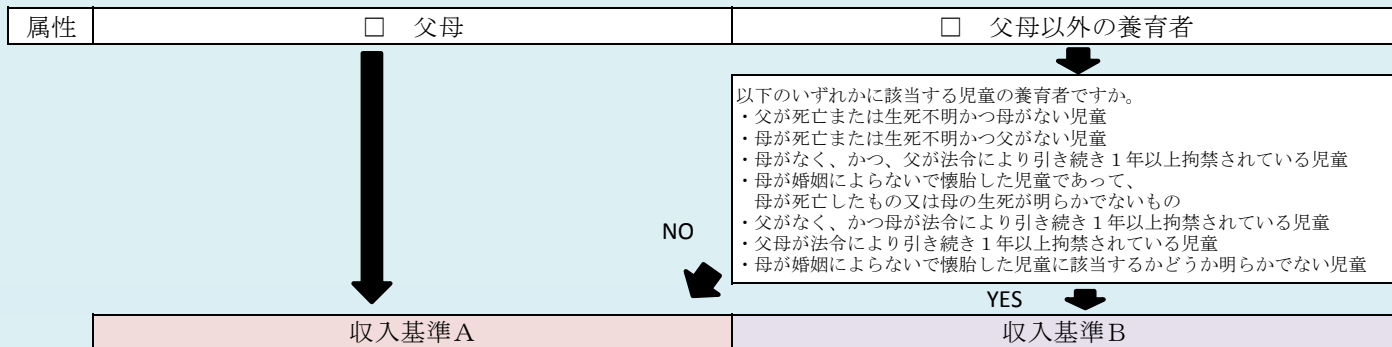 属性
□ 父母
□ 父母以外の養育者
以下のいずれかに該当する児童の養育者ですか。
・父が死亡または生死不明かつ母がない児童
・母が死亡または生死不明かつ父がない児童
・母がなく、かつ、父が法令により引き続き１年以上拘禁されている児童
・母が婚姻によらないで懐胎した児童であって、
母が死亡したもの又は母の生死が明らかでないもの
・父がなく、かつ母が法令により引き続き１年以上拘禁されている児童
・父母が法令により引き続き１年以上拘禁されている児童
・母が婚姻によらないで懐胎した児童に該当するかどうか明らかでない児童
NO
YES
収入基準Ａ
収入基準Ｂ